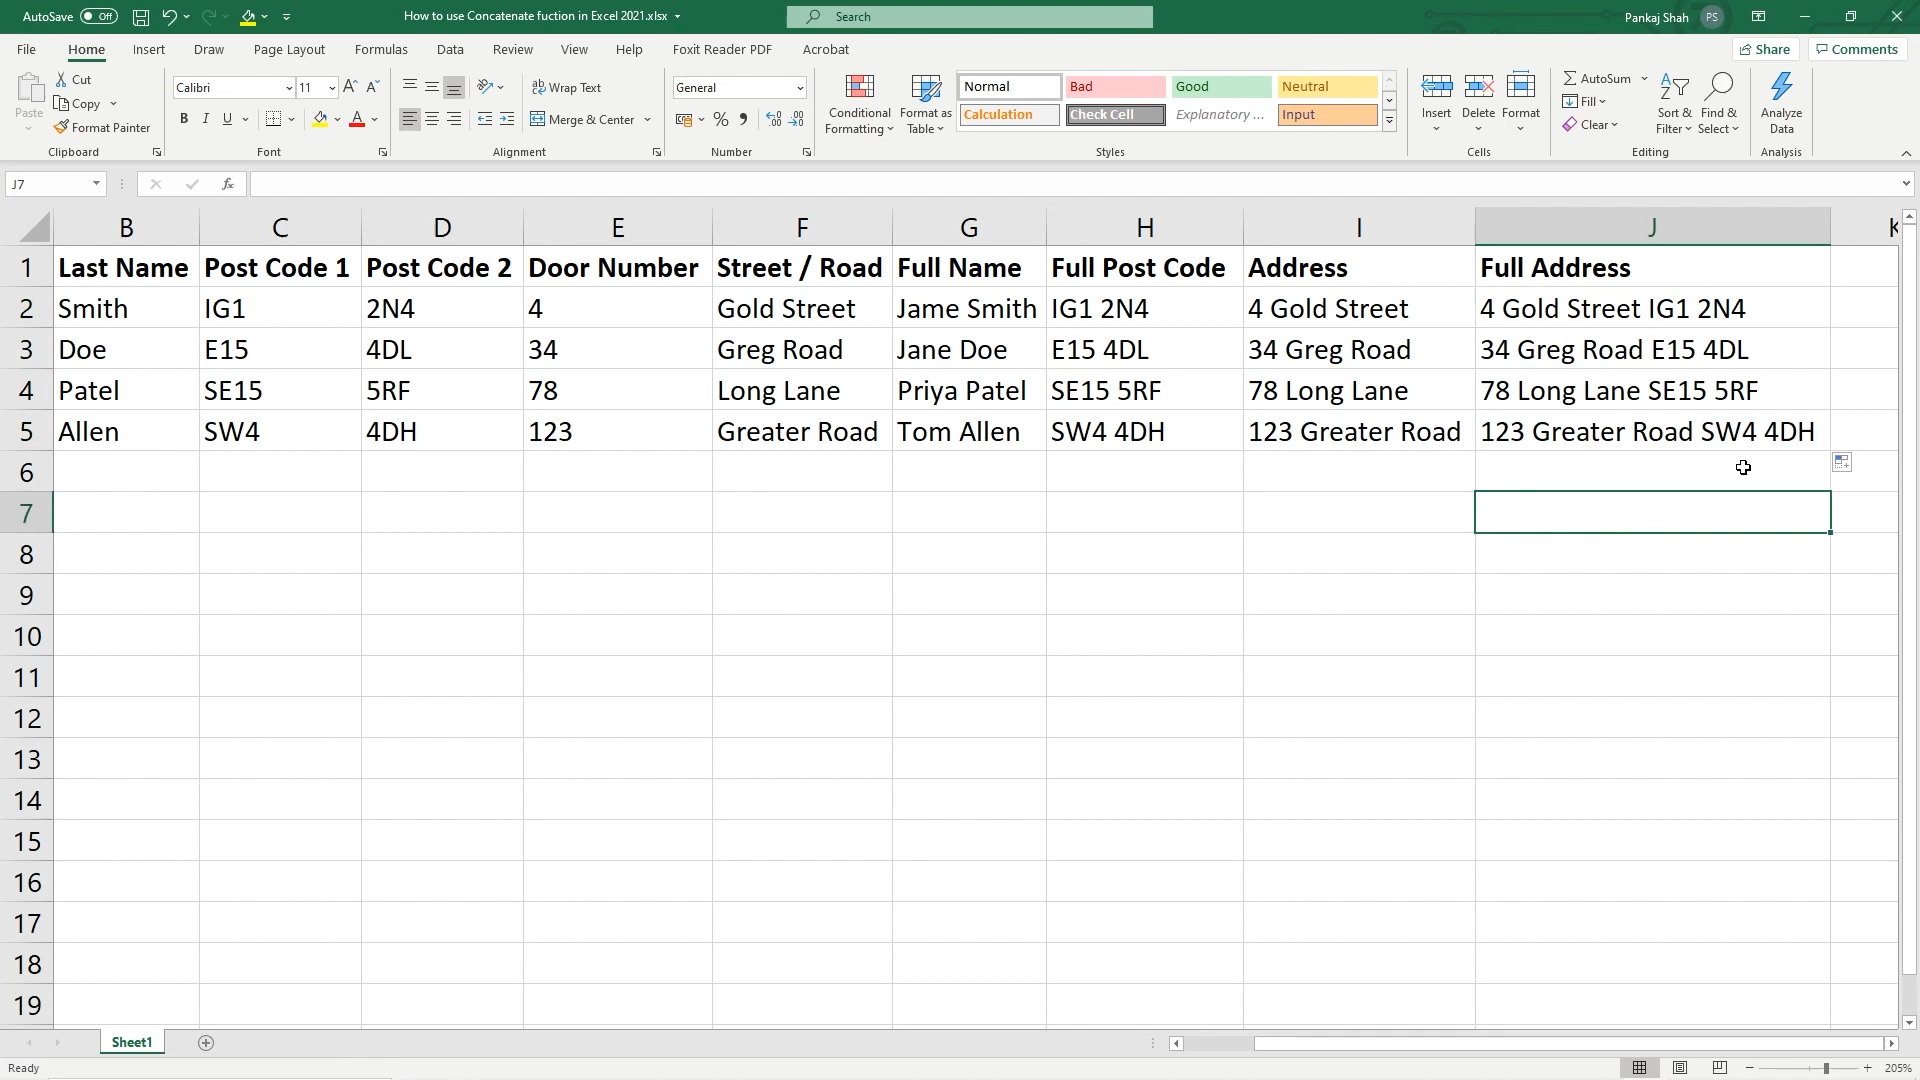 AutoSave Off How to use Concatenate fuction in Excel 2021.xlsx Search Pankaj Shah PS
File Home Insert Draw Page Layout Formulas Data Review View Help Foxit Reader PDF Acrobat Share Comments
Paste
Cut
Copy
Format Painter
Clipboard
Calibri 11
B I U A
Font
Wrap Text
Merge & Center
Alignment
General
%
Number
Conditional Formatting
Format as Table
Normal Bad Good Neutral
Calculation Check Cell Explanatory ... Input
Styles
Insert Delete Format
Cells
AutoSum
Fill
Clear
Sort & Filter
Find & Select
Editing
Analyze Data
Analysis
J7 fx
B C D E F G H I J K
1 Last Name Post Code 1 Post Code 2 Door Number Street / Road Full Name Full Post Code Address Full Address
2 Smith IG1 2N4 4 Gold Street Jame Smith IG1 2N4 4 Gold Street 4 Gold Street IG1 2N4
3 Doe E15 4DL 34 Greg Road Jane Doe E15 4DL 34 Greg Road 34 Greg Road E15 4DL
4 Patel SE15 5RF 78 Long Lane Priya Patel SE15 5RF 78 Long Lane 78 Long Lane SE15 5RF
5 Allen SW4 4DH 123 Greater Road Tom Allen SW4 4DH 123 Greater Road 123 Greater Road SW4 4DH
6
7
8
9
10
11
12
13
14
15
16
17
18
19
Sheet1
Ready 205%